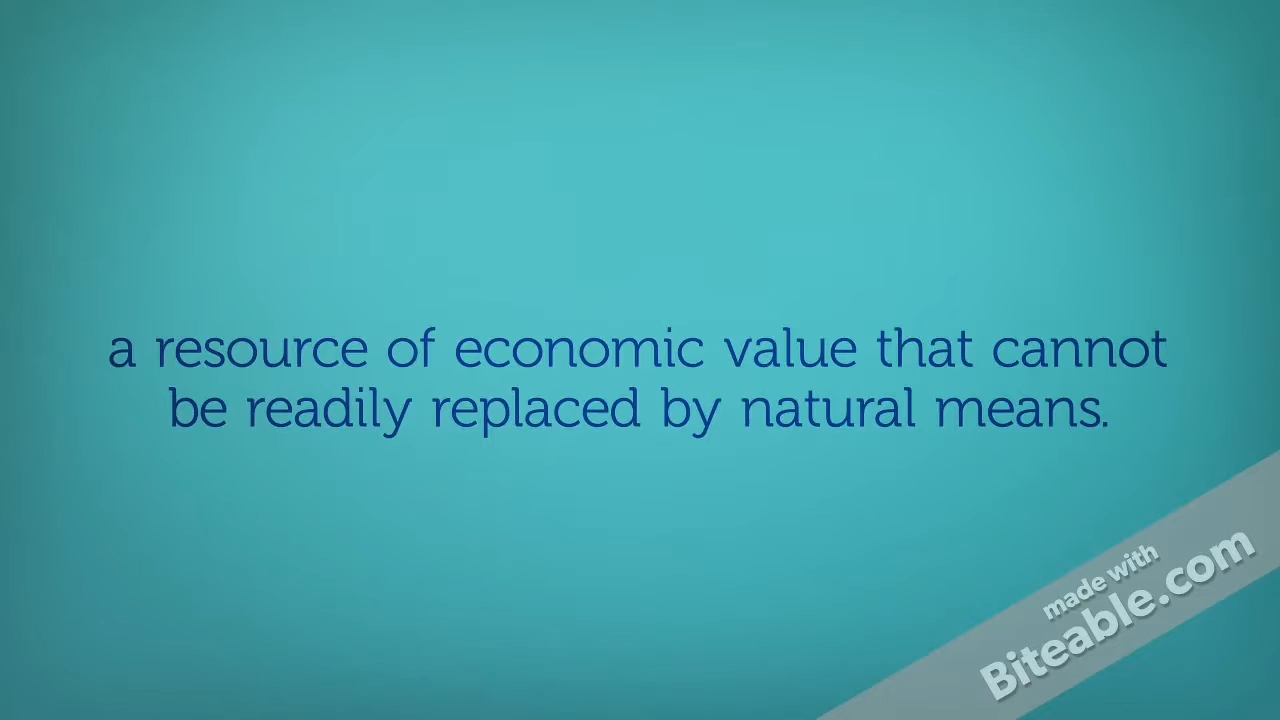 a resource of economic value that cannot
be readily replaced by natural means.
made with
Biteable.com